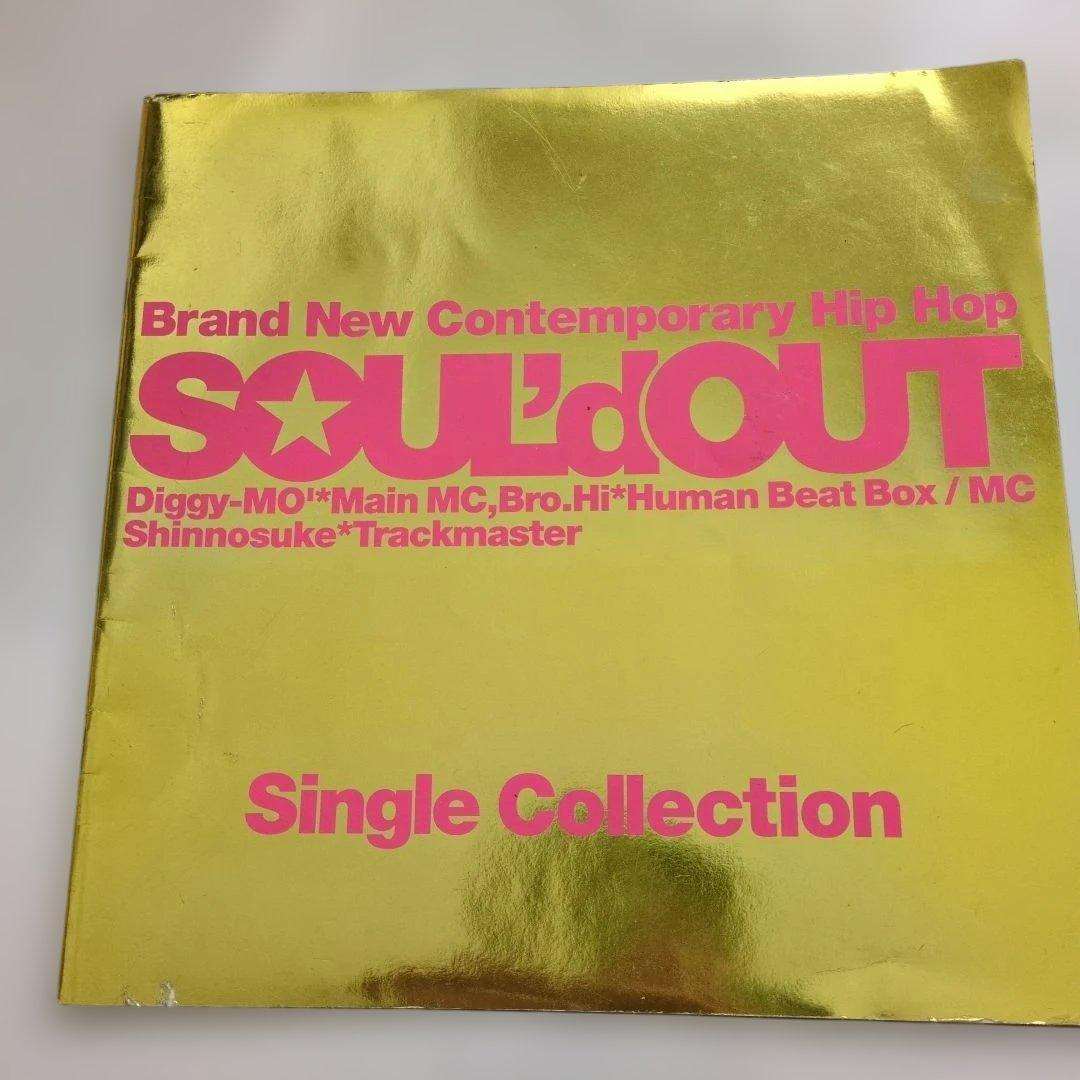 Brand New Contemporary Hip Hop
SOUL'dOUT
Diggy-MO'*Main MC,Bro.Hi*Human Beat Box / MC
Shinnosuke*Trackmaster
Single Collection